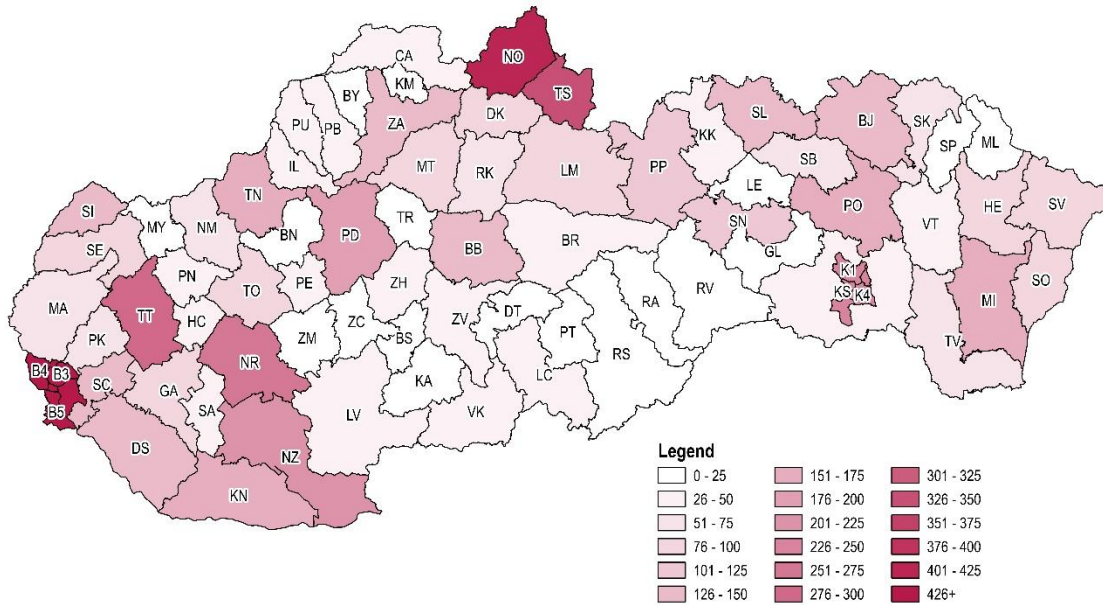 NO
CA
KM
TS
BY
PU
PB
ZA
DK
SL
BJ
SK
KK
SP
ML
IL
MT
RK
LM
PP
SB
LE
TN
HE
SV
SI
MY
NM
BN
TR
SN
PO
VT
SE
PD
BB
BR
GL
PN
TO
PE
ZH
K1
KS
K4
RA
RV
SO
MI
MA
TT
HC
ZM
ZC
BS
ZV
DT
PT
RS
TV
PK
NR
B4
B3
SC
GA
KA
LC
B5
SA
LV
VK
DS
NZ
KN
Legend
0 - 25
26 - 50
51 - 75
76 - 100
101 - 125
126 - 150
151 - 175
176 - 200
201 - 225
226 - 250
251 - 275
276 - 300
301 - 325
326 - 350
351 - 375
376 - 400
401 - 425
426+